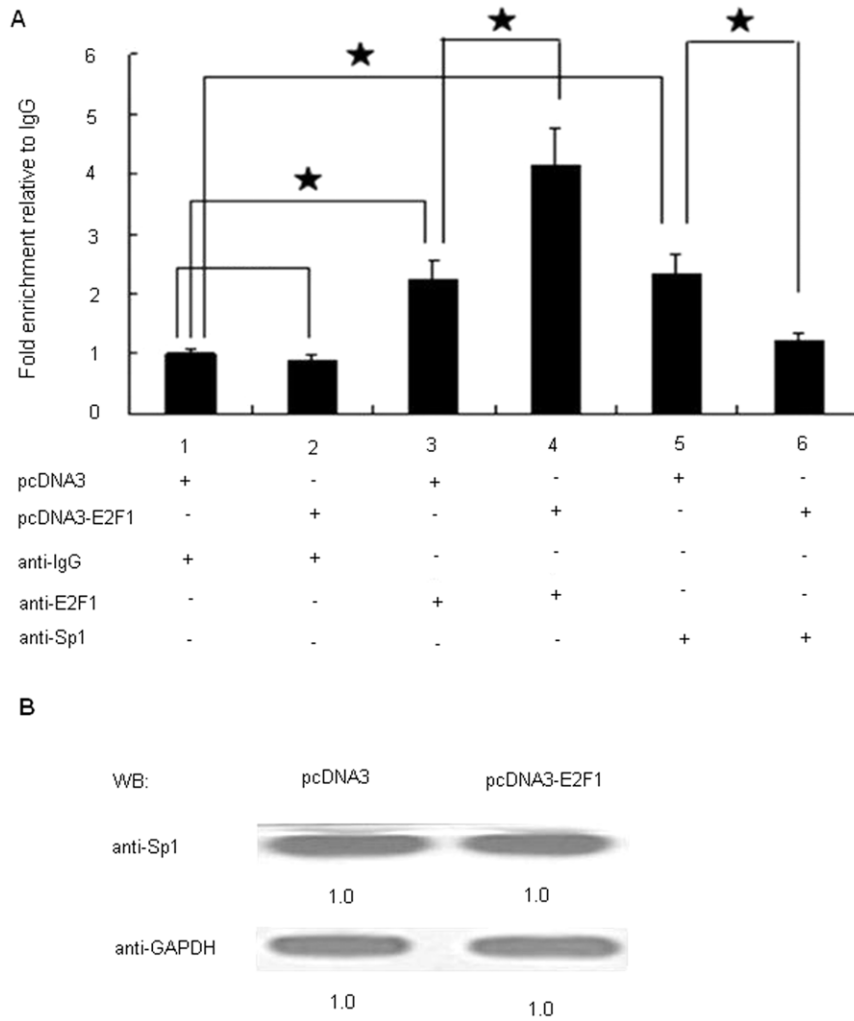 A
Fold enrichment relative to IgG
6
5
4
3
2
1
0
1 2 3 4 5 6
pcDNA3 + - + - + -
pcDNA3-E2F1 - + - + - +
anti-IgG + + - - - -
anti-E2F1 - - + + - -
anti-Sp1 - - - - + +
B
WB: pcDNA3 pcDNA3-E2F1
anti-Sp1
1.0 1.0
anti-GAPDH
1.0 1.0